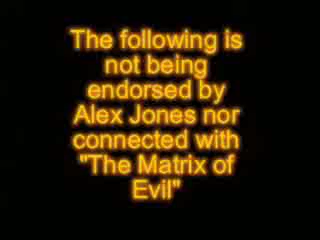 The following is
not being
endorsed by
Alex Jones nor
connected with
"The Matrix of
Evil"